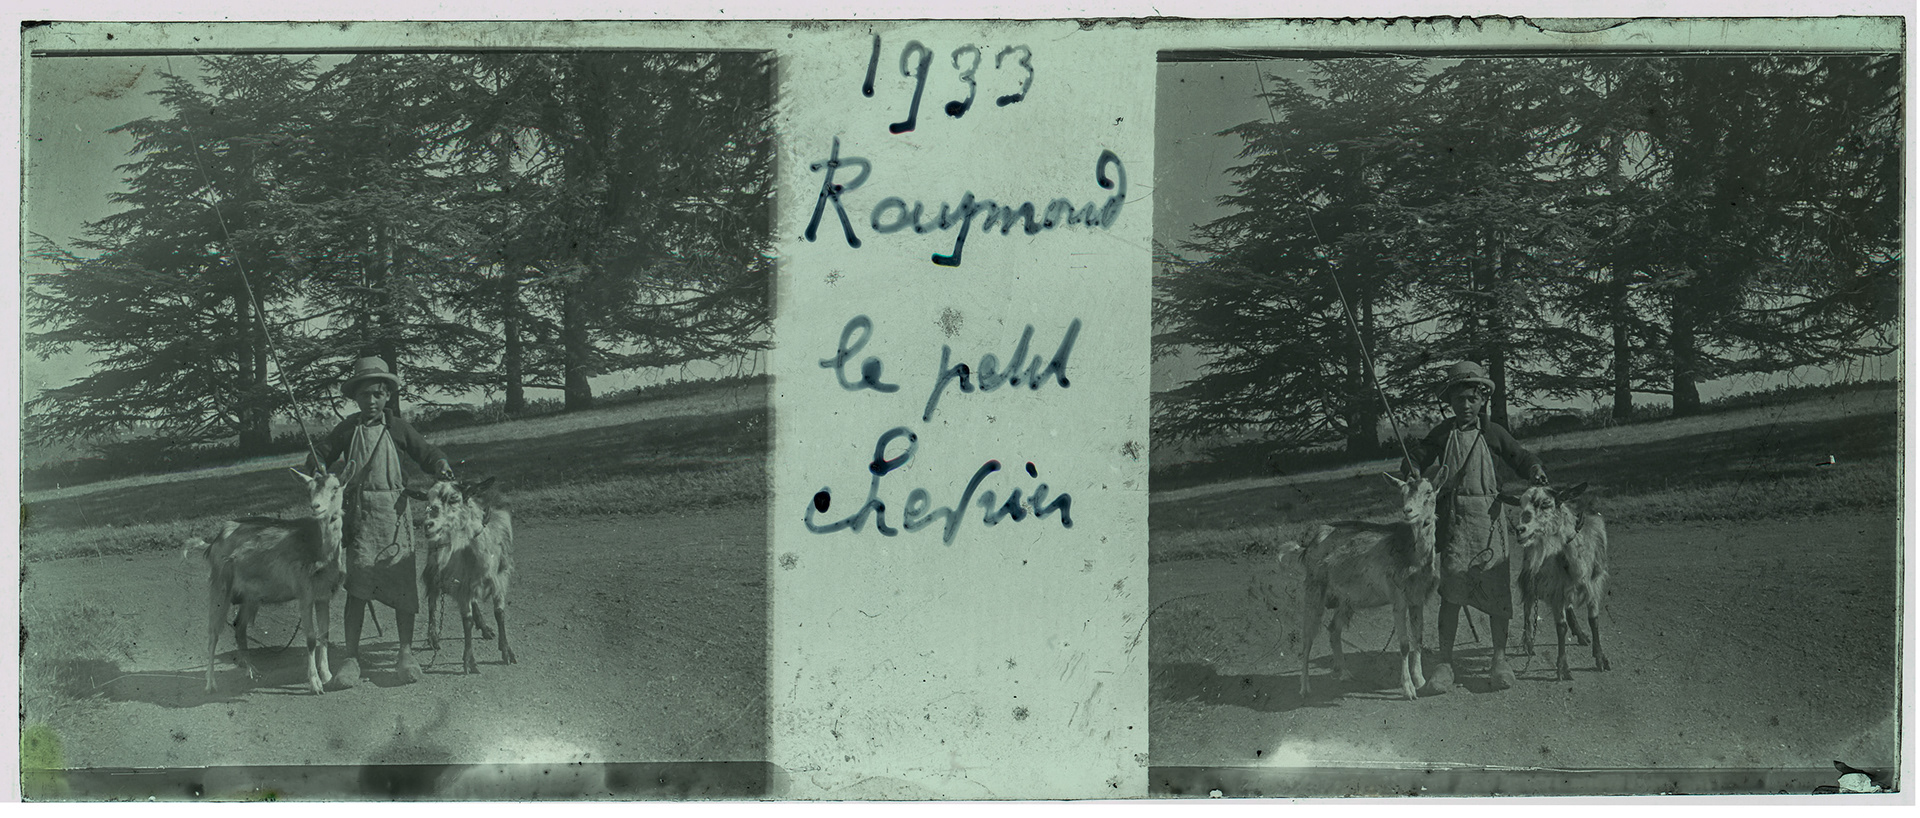 1933
Raymond
le petit
Chevrier